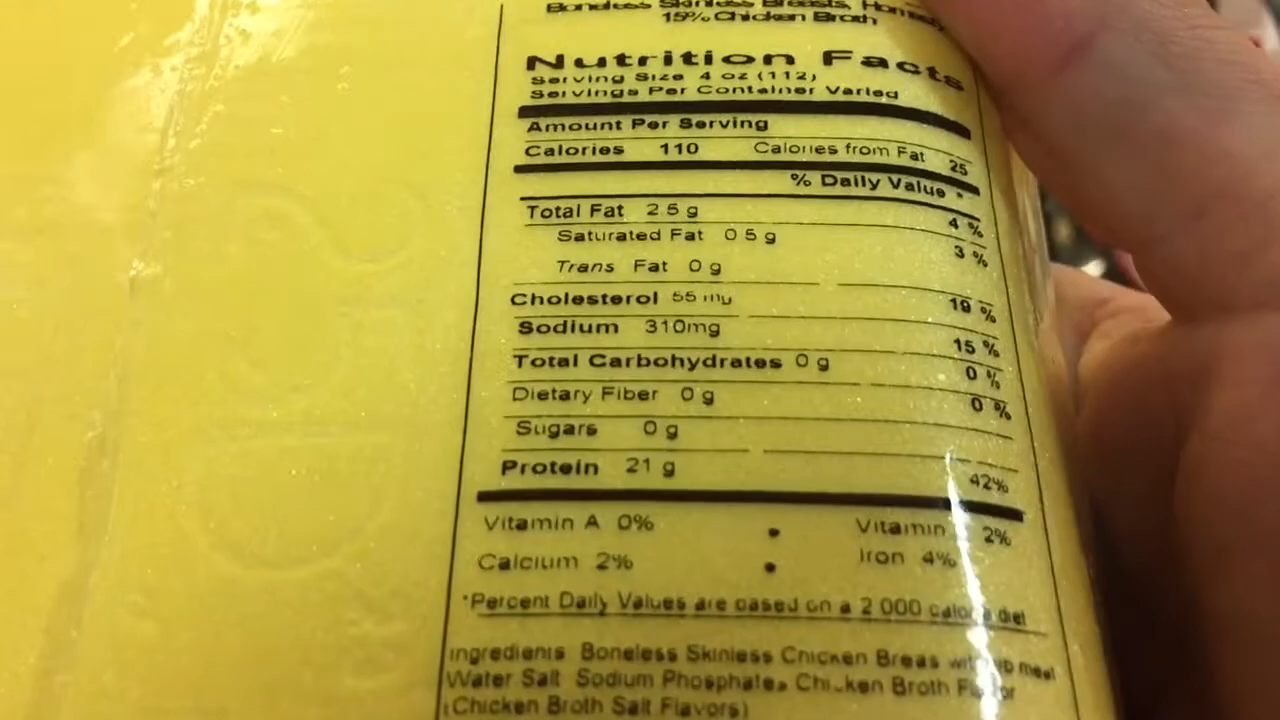 Boneless Skinless Breasts,
15% Chicken Broth
Nutrition Facts
Serving Size 4 oz (112)
Servings Per Container Varied
Amount Per Serving
Calories 110 Calories from Fat 25
% Daily Value *
Total Fat 2 5 g 4 %
Saturated Fat 0 5 g 3 %
Trans Fat 0 g
Cholesterol 55 mg 19 %
Sodium 310mg 15 %
Total Carbohydrates 0 g 0 %
Dietary Fiber 0 g 0 %
Sugars 0 g
Protein 21 g 42%
Vitamin A 0% • Vitamin 2%
Calcium 2% • Iron 4%
*Percent Daily Values are based on a 2 000 calorie diet
Ingredients Boneless Skinless Chicken Breas with rib meat
Water Salt Sodium Phosphates Chicken Broth Flavor
(Chicken Broth Salt Flavors)